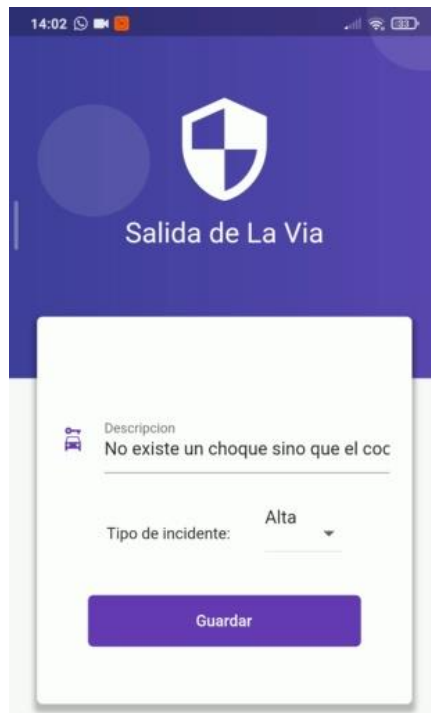 14:02
Salida de La Via
Descripcion
No existe un choque sino que el coc
Tipo de incidente:
Alta
Guardar